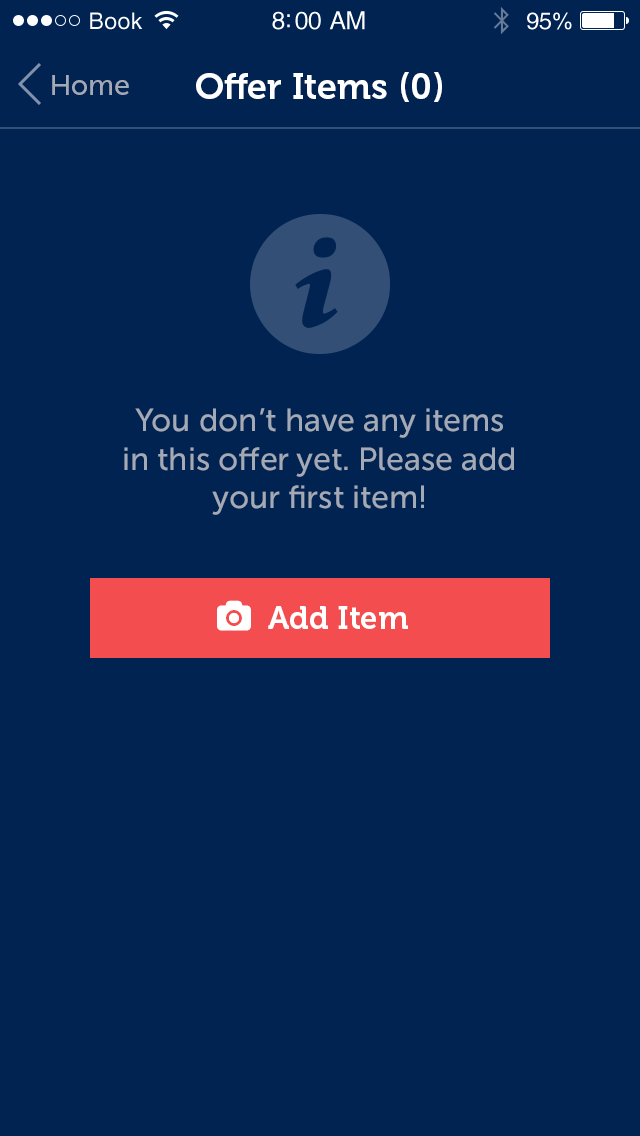 Book 8:00 AM 95%
Home Offer Items (0)
You don’t have any items
in this offer yet. Please add
your first item!
Add Item